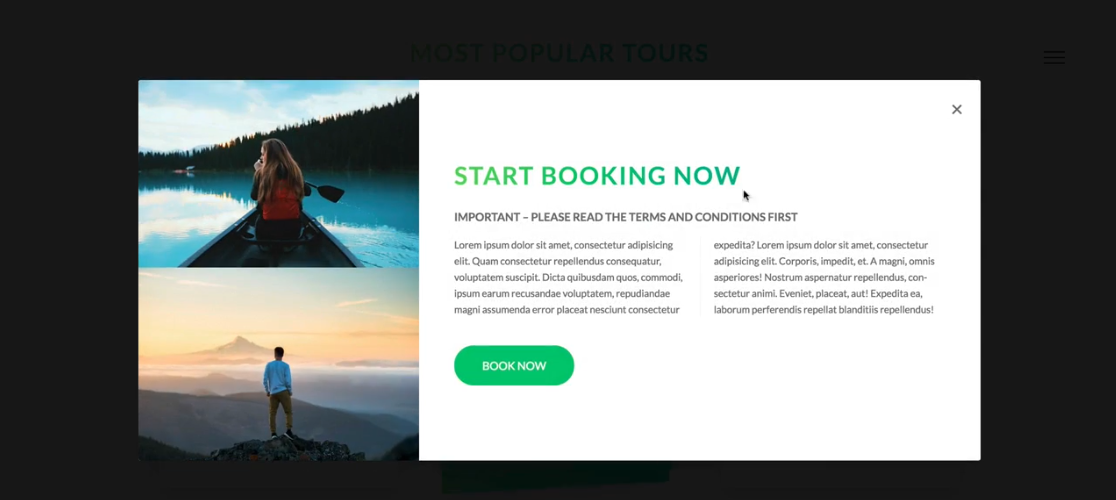 MOST POPULAR TOURS
START BOOKING NOW
IMPORTANT – PLEASE READ THE TERMS AND CONDITIONS FIRST
Lorem ipsum dolor sit amet, consectetur adipisicing
elit. Quam consectetur repellendus consequatur,
voluptatem suscipit. Dicta quibusdam quos, commodi,
ipsum earum recusandae voluptatem, repudiandae
magni assumenda error placeat nesciunt consectetur
expedita? Lorem ipsum dolor sit amet, consectetur
adipisicing elit. Corporis, impedit, et. A magni, omnis
asperiores! Nostrum aspernatur repellendus, con-
sectetur animi. Eveniet, placeat, aut! Expedita ea,
laborum perferendis repellat blanditiis repellendus!
BOOK NOW